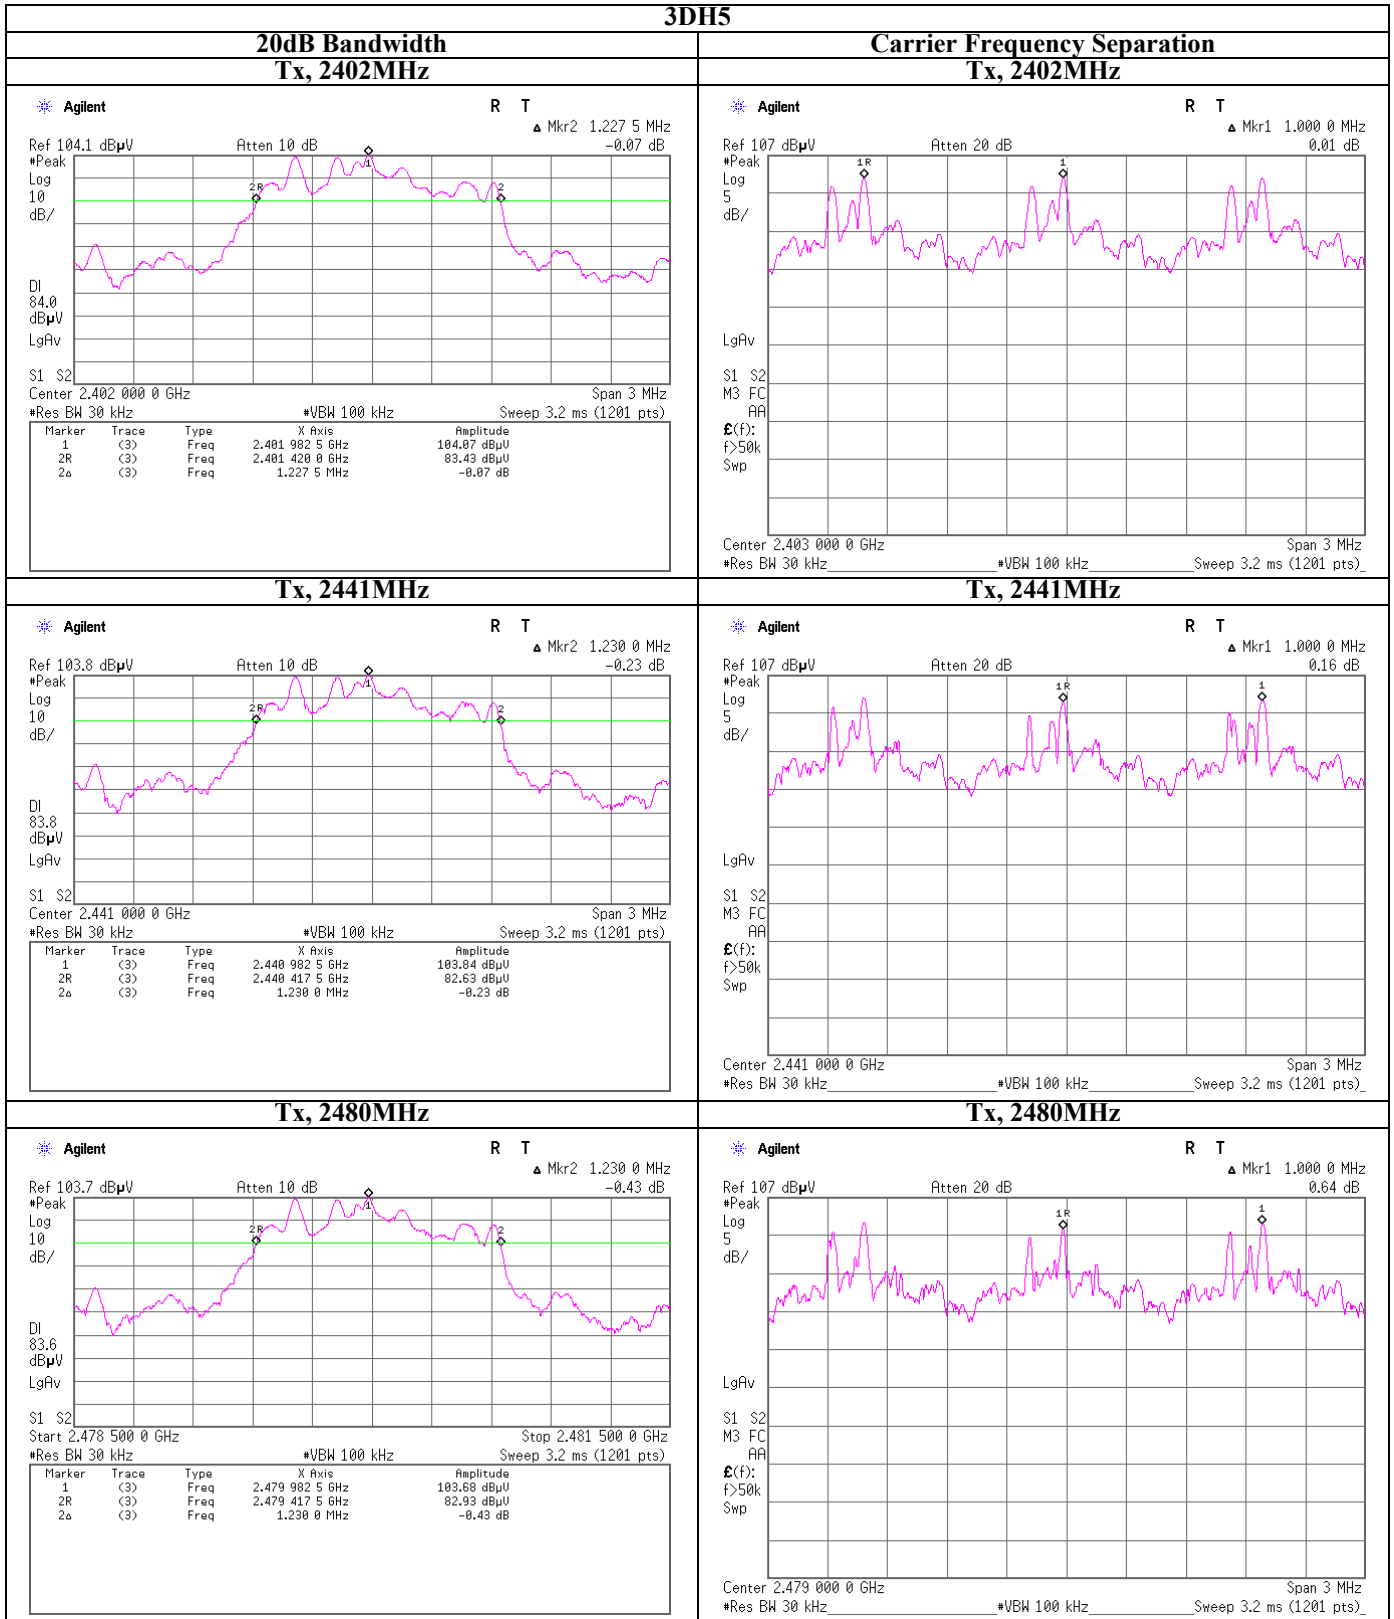 3DH5
20dB Bandwidth
Carrier Frequency Separation
Tx, 2402MHz
Tx, 2402MHz
Agilent
R T
Δ Mkr2 1.227 5 MHz
Ref 104.1 dBµV
Atten 10 dB
-0.07 dB
#Peak
Log
10
dB/
2R
1
2
DI
84.0
dBµV
LgAv
S1 S2
Center 2.402 000 0 GHz
Span 3 MHz
#Res BW 30 kHz
#VBW 100 kHz
Sweep 3.2 ms (1201 pts)
Marker Trace Type X Axis Amplitude
1 (3) Freq 2.401 982 5 GHz 104.07 dBµV
2R (3) Freq 2.401 420 0 GHz 83.43 dBµV
2Δ (3) Freq 1.227 5 MHz -0.07 dB
Agilent
R T
Δ Mkr1 1.000 0 MHz
Ref 107 dBµV
Atten 20 dB
0.01 dB
#Peak
Log
5
dB/
1R
1
LgAv
S1 S2
M3 FC
AA
£(f):
f>50k
Swp
Center 2.403 000 0 GHz
Span 3 MHz
#Res BW 30 kHz
#VBW 100 kHz
Sweep 3.2 ms (1201 pts)
Tx, 2441MHz
Tx, 2441MHz
Agilent
R T
Δ Mkr2 1.230 0 MHz
Ref 103.8 dBµV
Atten 10 dB
-0.23 dB
#Peak
Log
10
dB/
2R
1
2
DI
83.8
dBµV
LgAv
S1 S2
Center 2.441 000 0 GHz
Span 3 MHz
#Res BW 30 kHz
#VBW 100 kHz
Sweep 3.2 ms (1201 pts)
Marker Trace Type X Axis Amplitude
1 (3) Freq 2.440 982 5 GHz 103.84 dBµV
2R (3) Freq 2.440 417 5 GHz 82.63 dBµV
2Δ (3) Freq 1.230 0 MHz -0.23 dB
Agilent
R T
Δ Mkr1 1.000 0 MHz
Ref 107 dBµV
Atten 20 dB
0.16 dB
#Peak
Log
5
dB/
1R
1
LgAv
S1 S2
M3 FC
AA
£(f):
f>50k
Swp
Center 2.441 000 0 GHz
Span 3 MHz
#Res BW 30 kHz
#VBW 100 kHz
Sweep 3.2 ms (1201 pts)
Tx, 2480MHz
Tx, 2480MHz
Agilent
R T
Δ Mkr2 1.230 0 MHz
Ref 103.7 dBµV
Atten 10 dB
-0.43 dB
#Peak
Log
10
dB/
2R
1
2
DI
83.6
dBµV
LgAv
S1 S2
Start 2.478 500 0 GHz
Stop 2.481 500 0 GHz
#Res BW 30 kHz
#VBW 100 kHz
Sweep 3.2 ms (1201 pts)
Marker Trace Type X Axis Amplitude
1 (3) Freq 2.479 982 5 GHz 103.68 dBµV
2R (3) Freq 2.479 417 5 GHz 82.93 dBµV
2Δ (3) Freq 1.230 0 MHz -0.43 dB
Agilent
R T
Δ Mkr1 1.000 0 MHz
Ref 107 dBµV
Atten 20 dB
0.64 dB
#Peak
Log
5
dB/
1R
1
LgAv
S1 S2
M3 FC
AA
£(f):
f>50k
Swp
Center 2.479 000 0 GHz
Span 3 MHz
#Res BW 30 kHz
#VBW 100 kHz
Sweep 3.2 ms (1201 pts)